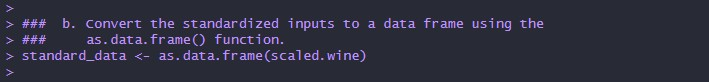 >
> ###  b. Convert the standardized inputs to a data frame using the
> ###     as.data.frame() function.
> standard_data <- as.data.frame(scaled.wine)
>